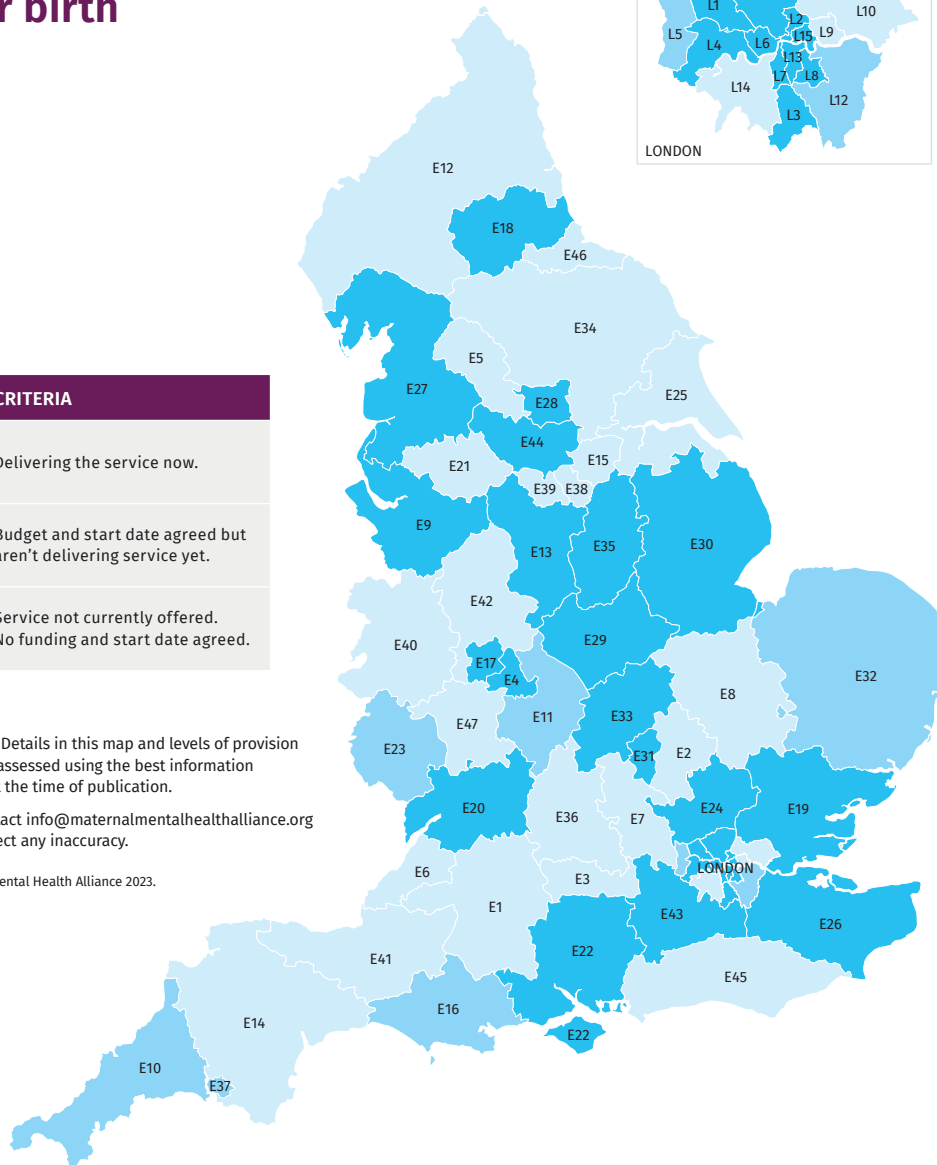 r birth
L1
L2
L10
L5
L15
L9
L4
L6
L13
L7
L8
L14
L12
L3
LONDON
E12
E18
E46
E34
E5
E25
E27
E28
E44
E15
E21
E39
E38
E9
E13
E35
E30
E42
E40
E29
E17
E4
E32
E8
E11
E33
E47
E23
E31
E2
E20
E24
E19
E36
E7
LONDON
E6
E3
E1
E43
E26
E22
E41
E45
E16
E14
E22
E10
E37
CRITERIA
Delivering the service now.
Budget and start date agreed but
aren't delivering service yet.
Service not currently offered.
No funding and start date agreed.
Details in this map and levels of provision
assessed using the best information
the time of publication.
act info@maternalmentalhealthalliance.org
ect any inaccuracy.
ental Health Alliance 2023.